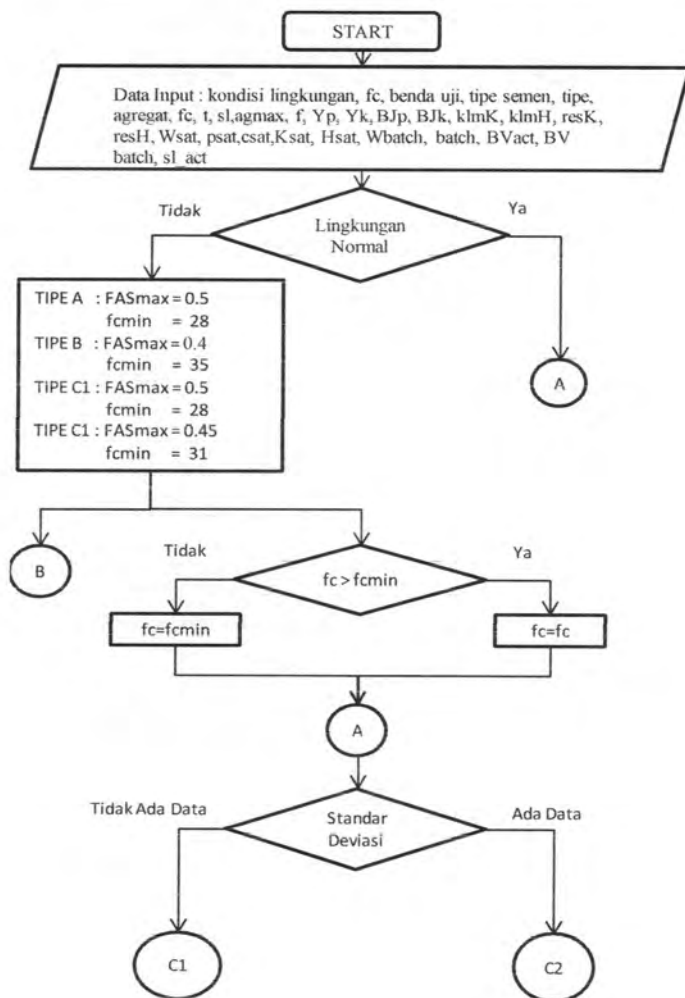 START
Data Input : kondisi lingkungan, fc, benda uji, tipe semen, tipe,
agregat, fc, t, sl,agmax, f, Yp, Yk, BJp, BJk, klmK, klmH, resK,
resH, Wsat, psat,csat,Ksat, Hsat, Wbatch, batch, BVact, BV
batch, sl_act
Tidak
Lingkungan
Normal
Ya
TIPE A : FASmax = 0.5
fcmin = 28
TIPE B : FASmax = 0.4
fcmin = 35
TIPE C1 : FASmax = 0.5
fcmin = 28
TIPE C1 : FASmax = 0.45
fcmin = 31
A
B
Tidak
fc > fcmin
Ya
fc=fcmin
fc=fc
A
Tidak Ada Data
Standar
Deviasi
Ada Data
C1
C2